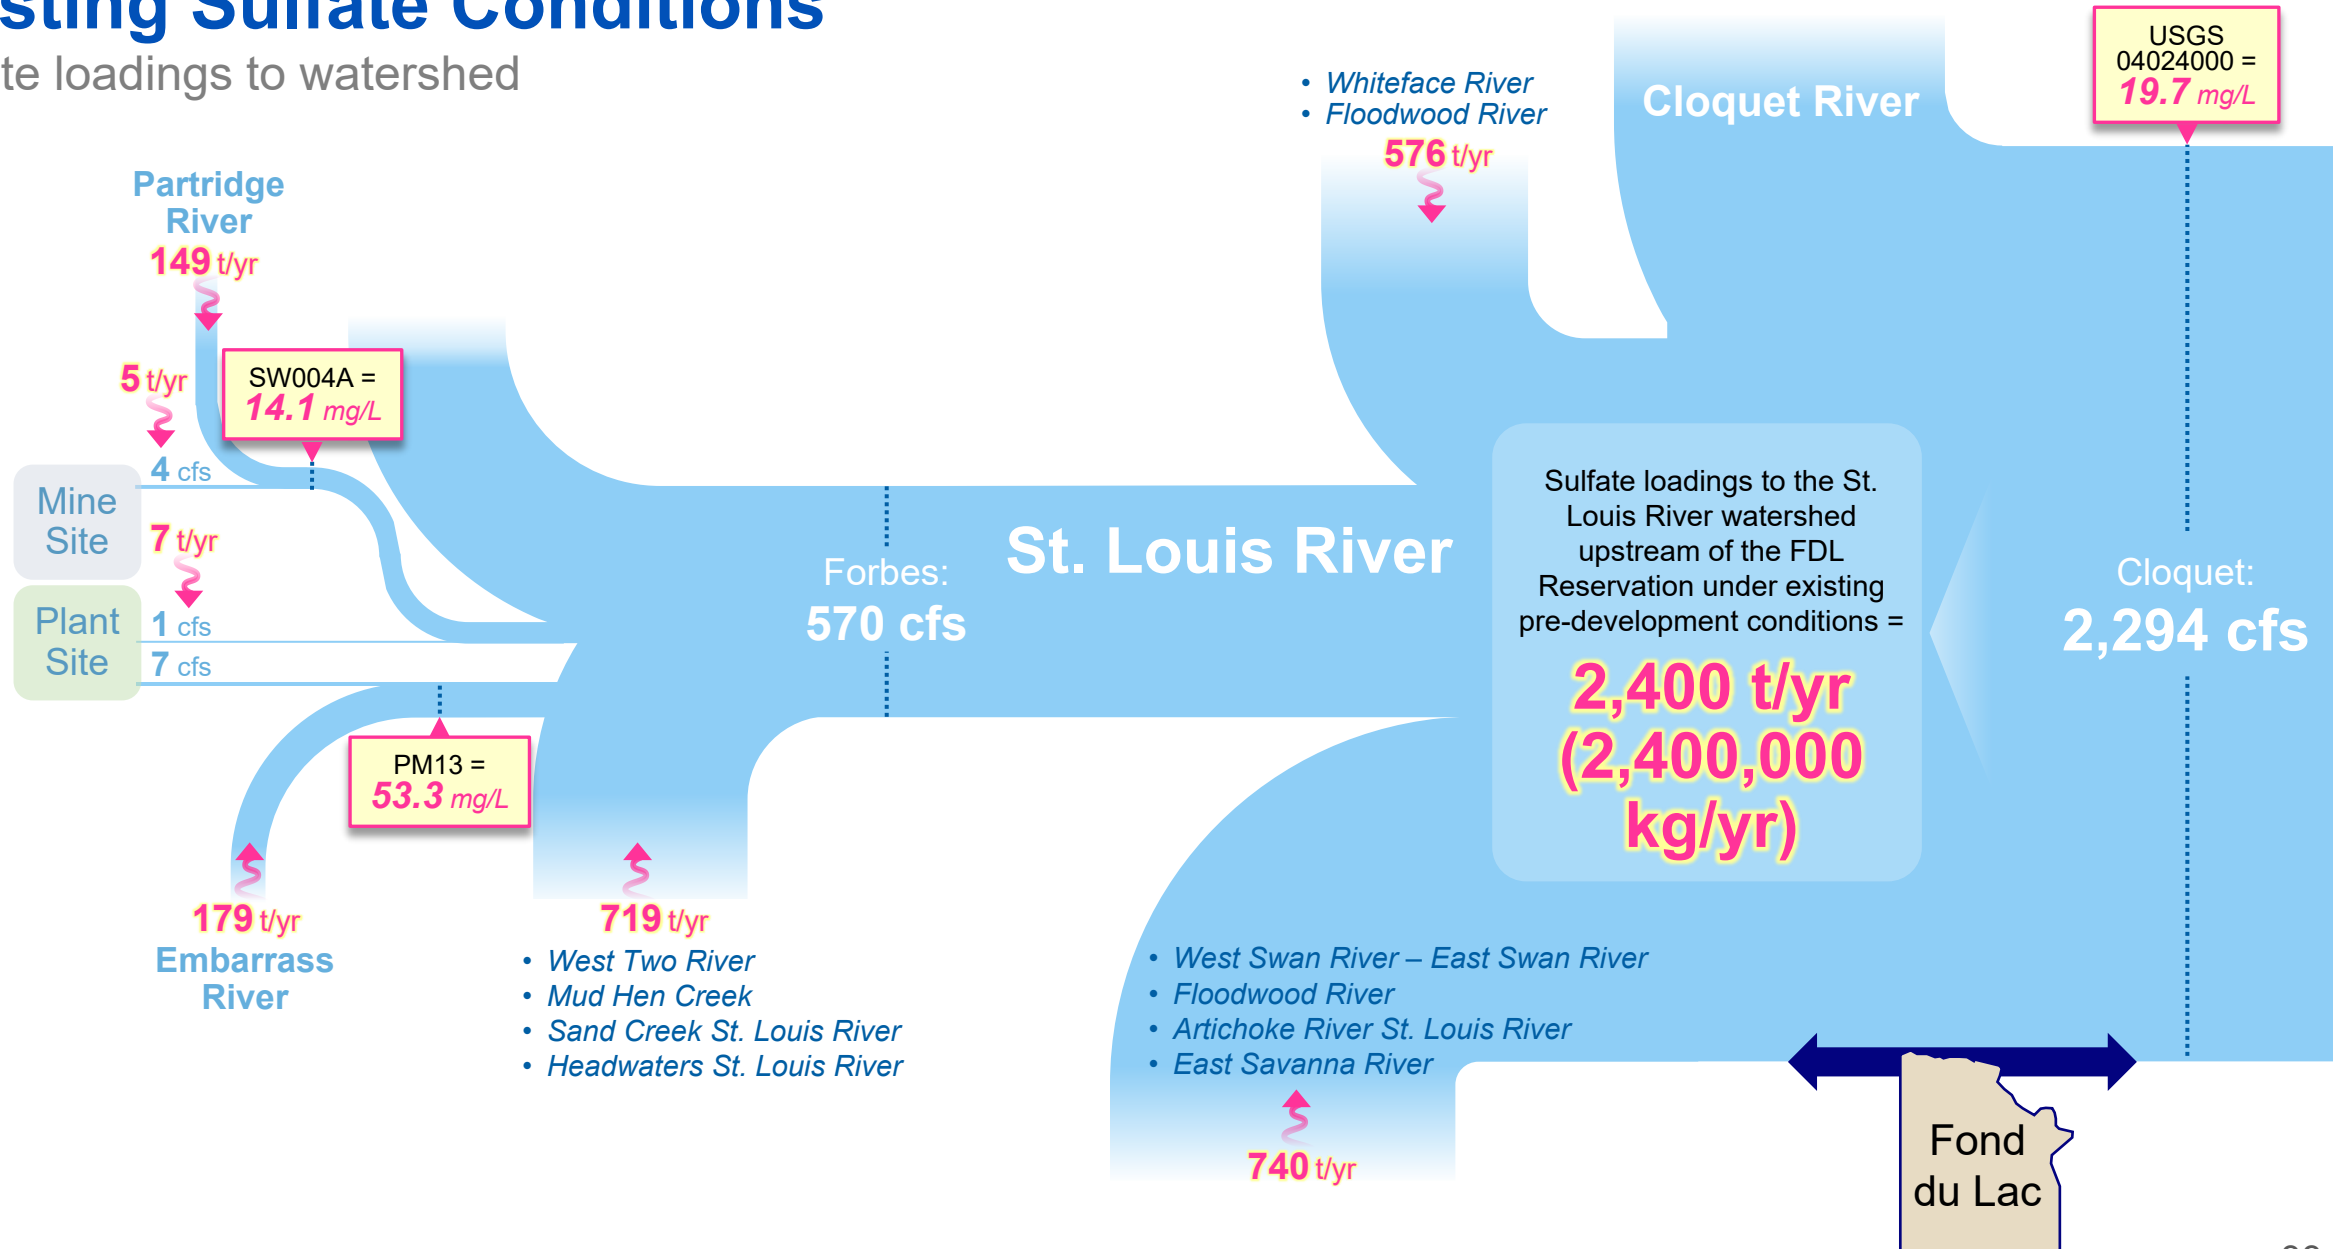 sting Sulfate Conditions
te loadings to watershed
USGS
04024000 =
19.7 mg/L
• Whiteface River
• Floodwood River
576 t/yr
Cloquet River
Partridge
River
149 t/yr
5 t/yr
SW004A =
14.1 mg/L
4 cfs
Mine
Site
7 t/yr
Plant
Site
1 cfs
7 cfs
PM13 =
53.3 mg/L
179 t/yr
Embarrass
River
719 t/yr
• West Two River
• Mud Hen Creek
• Sand Creek St. Louis River
• Headwaters St. Louis River
Forbes:
570 cfs
St. Louis River
Sulfate loadings to the St.
Louis River watershed
upstream of the FDL
Reservation under existing
pre-development conditions =
2,400 t/yr
(2,400,000
kg/yr)
Cloquet:
2,294 cfs
• West Swan River – East Swan River
• Floodwood River
• Artichoke River St. Louis River
• East Savanna River
740 t/yr
Fond
du Lac